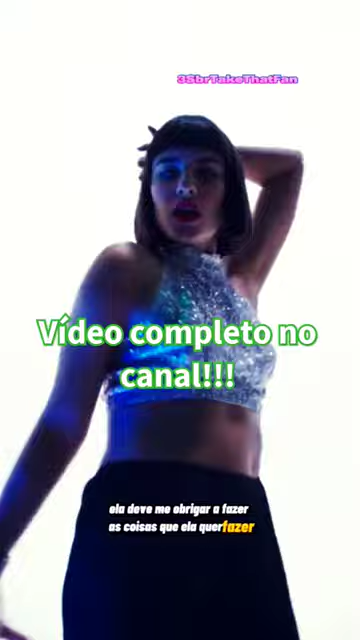 3SbrTakeThatFan
Vídeo completo no
canal!!!
ela deve me obrigar a fazer
as coisas que ela quer fazer